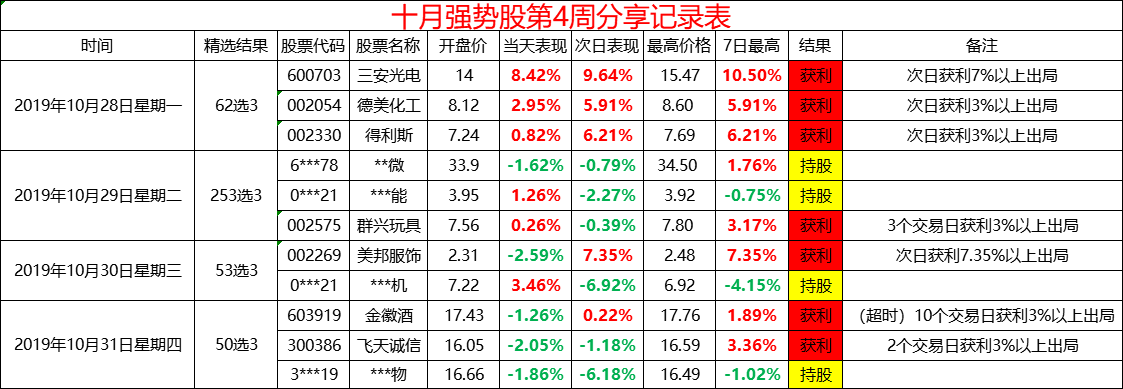 十月强势股第4周分享记录表
时间 精选结果 股票代码 股票名称 开盘价 当天表现 次日表现 最高价格 7日最高 结果 备注
2019年10月28日星期一 62选3 600703 三安光电 14 8.42% 9.64% 15.47 10.50% 获利 次日获利7%以上出局
002054 德美化工 8.12 2.95% 5.91% 8.60 5.91% 获利 次日获利3%以上出局
002330 得利斯 7.24 0.82% 6.21% 7.69 6.21% 获利 次日获利3%以上出局
2019年10月29日星期二 253选3 6***78 **微 33.9 -1.62% -0.79% 34.50 1.76% 持股
0***21 ***能 3.95 1.26% -2.27% 3.92 -0.75% 持股
002575 群兴玩具 7.56 0.26% -0.39% 7.80 3.17% 获利 3个交易日获利3%以上出局
2019年10月30日星期三 53选3 002269 美邦服饰 2.31 -2.59% 7.35% 2.48 7.35% 获利 次日获利7.35%以上出局
0***21 ***机 7.22 3.46% -6.92% 6.92 -4.15% 持股
2019年10月31日星期四 50选3 603919 金徽酒 17.43 -1.26% 0.22% 17.76 1.89% 获利 （超时）10个交易日获利3%以上出局
300386 飞天诚信 16.05 -2.05% -1.18% 16.59 3.36% 获利 2个交易日获利3%以上出局
3***19 ***物 16.66 -1.86% -6.18% 16.49 -1.02% 持股